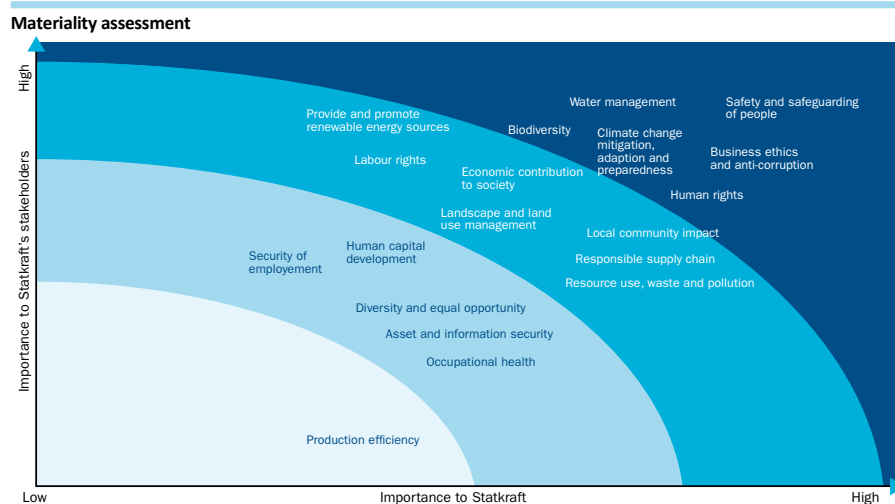 Materiality assessment
High
Importance to Statkraft's stakeholders
Water management
Safety and safeguarding
of people
Provide and promote
renewable energy sources
Biodiversity
Climate change
mitigation,
adaption and
preparedness
Business ethics
and anti-corruption
Labour rights
Economic contribution
to society
Human rights
Landscape and land
use management
Local community impact
Human capital
development
Security of
employement
Responsible supply chain
Resource use, waste and pollution
Diversity and equal opportunity
Asset and information security
Occupational health
Production efficiency
Low
Importance to Statkraft
High